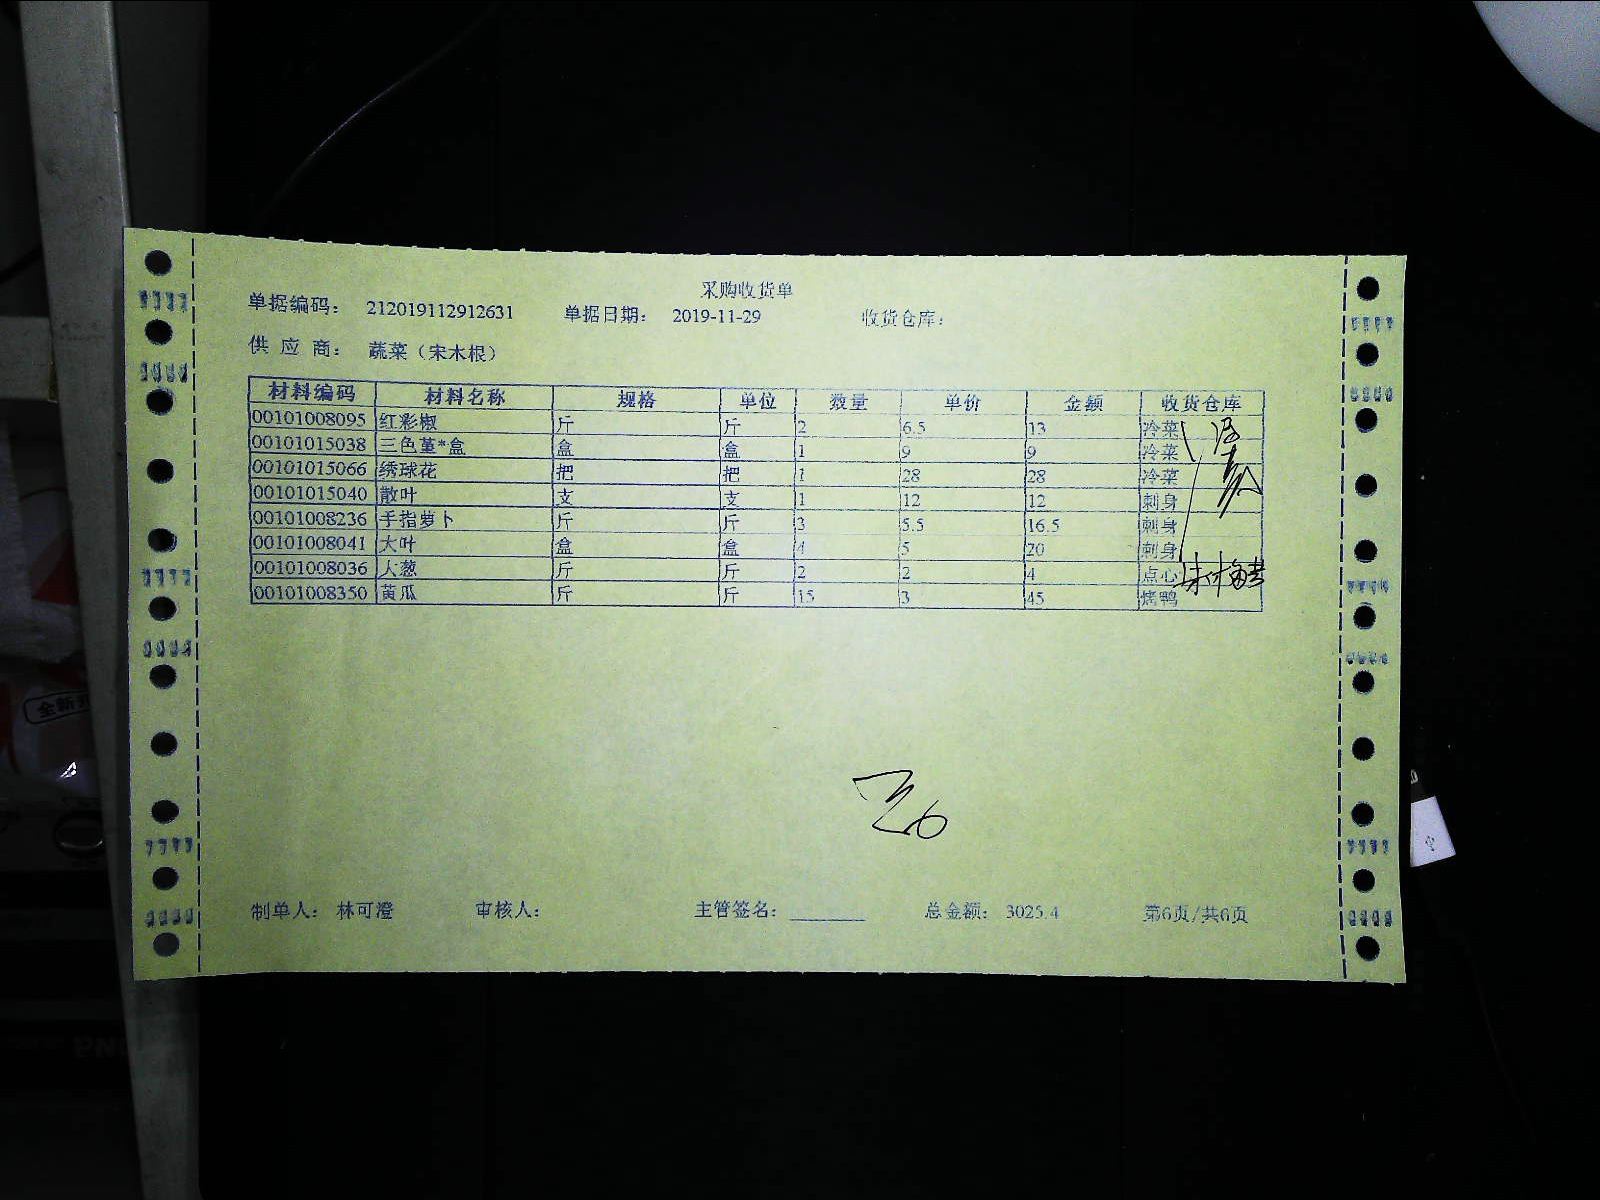 采购收货单
单据编码： 212019112912631 单据日期： 2019-11-29 收货仓库：
供 应 商： 蔬菜（宋木根）
材料编码 材料名称 规格 单位 数量 单价 金额 收货仓库
00101008095 红彩椒 斤 斤 2 6.5 13 冷菜
00101015038 三色堇*盒 盒 盒 1 9 9 冷菜
00101015066 绣球花 把 把 1 28 28 冷菜
00101015040 散叶 支 支 1 12 12 刺身
00101008236 手指萝卜 斤 斤 3 5.5 16.5 刺身
00101008041 大叶 盒 盒 4 5 20 刺身
00101008036 大葱 斤 斤 2 2 4 点心
00101008350 黄瓜 斤 斤 15 3 45 烤鸭
制单人： 林可澄 审核人： 主管签名： 总金额： 3025.4 第6页/共6页
全新